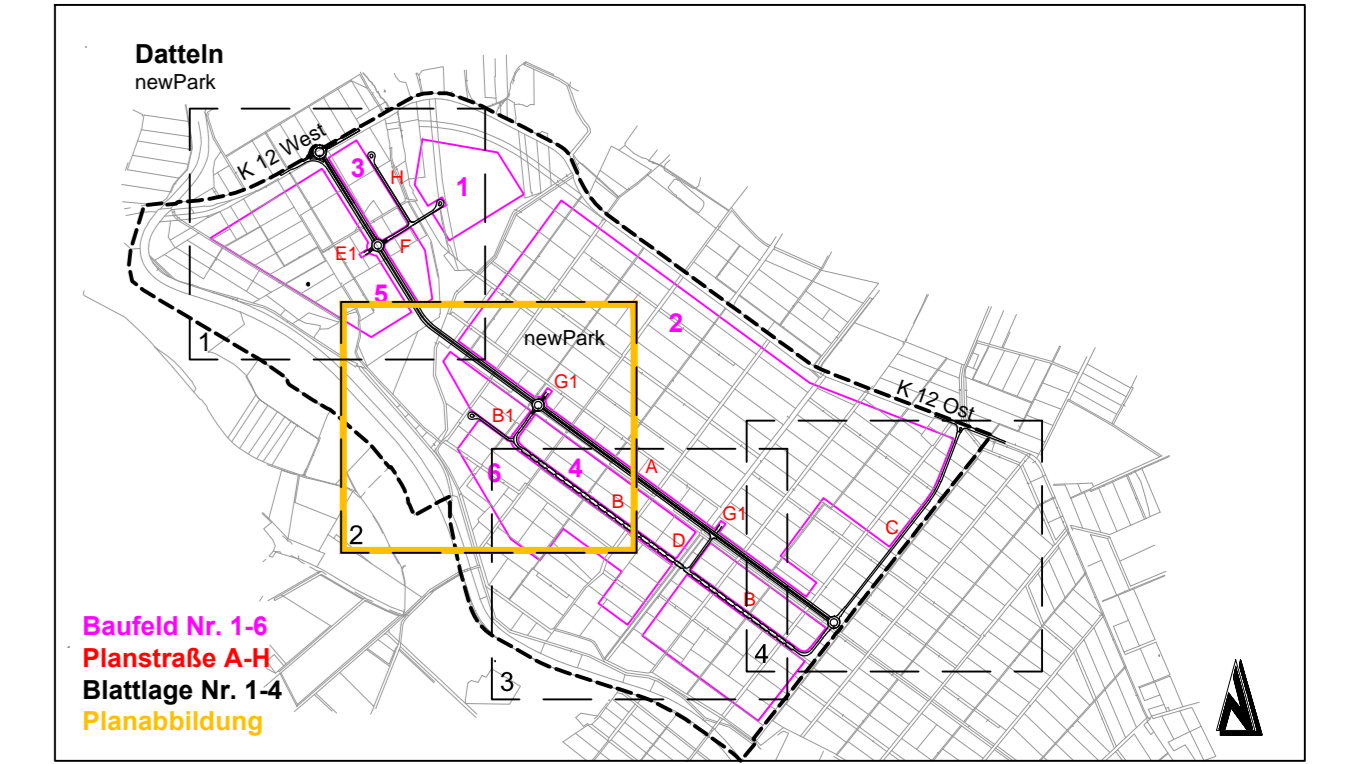 Datteln
newPark
K 12 West
3
H
1
E1
F
5
1
2
newPark
G1
B1
K 12 Ost
6
4
A
B
G1
C
D
2
B
4
3
Baufeld Nr. 1-6
Planstraße A-H
Blattlage Nr. 1-4
Planabbildung
N